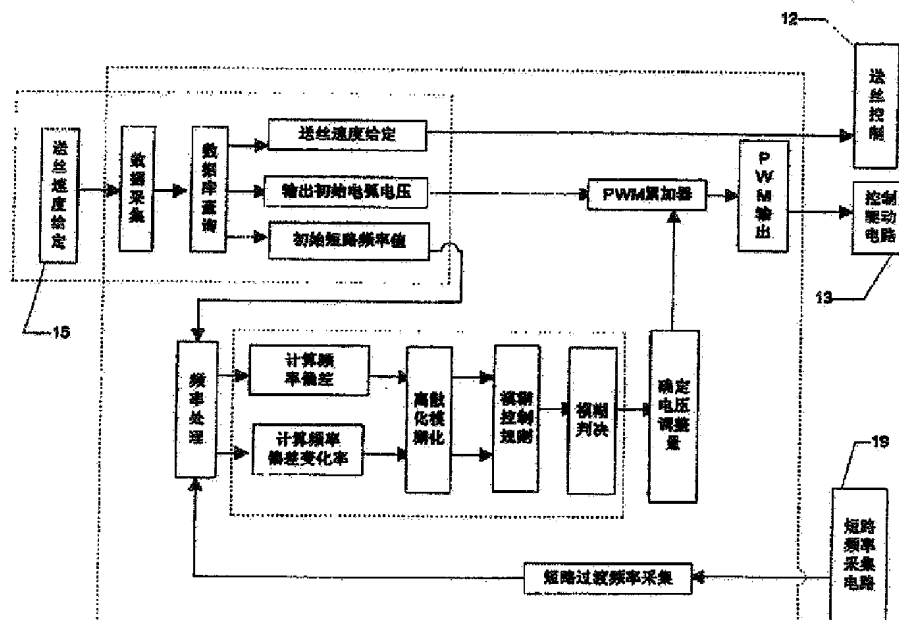 12
送丝控制
送丝速度给定
数据采集
数据库查询
送丝速度给定
输出初始电弧电压
初始短路频率值
PWM累加器
PWM输出
控制
驱动
电路
13
15
频率处理
计算频
率偏差
计算频率
偏差变化率
离散
化模
糊化
模糊
控制
规则
模糊
判决
确定
电压
调整
量
19
短路
频率
采集
电路
短路过渡频率采集